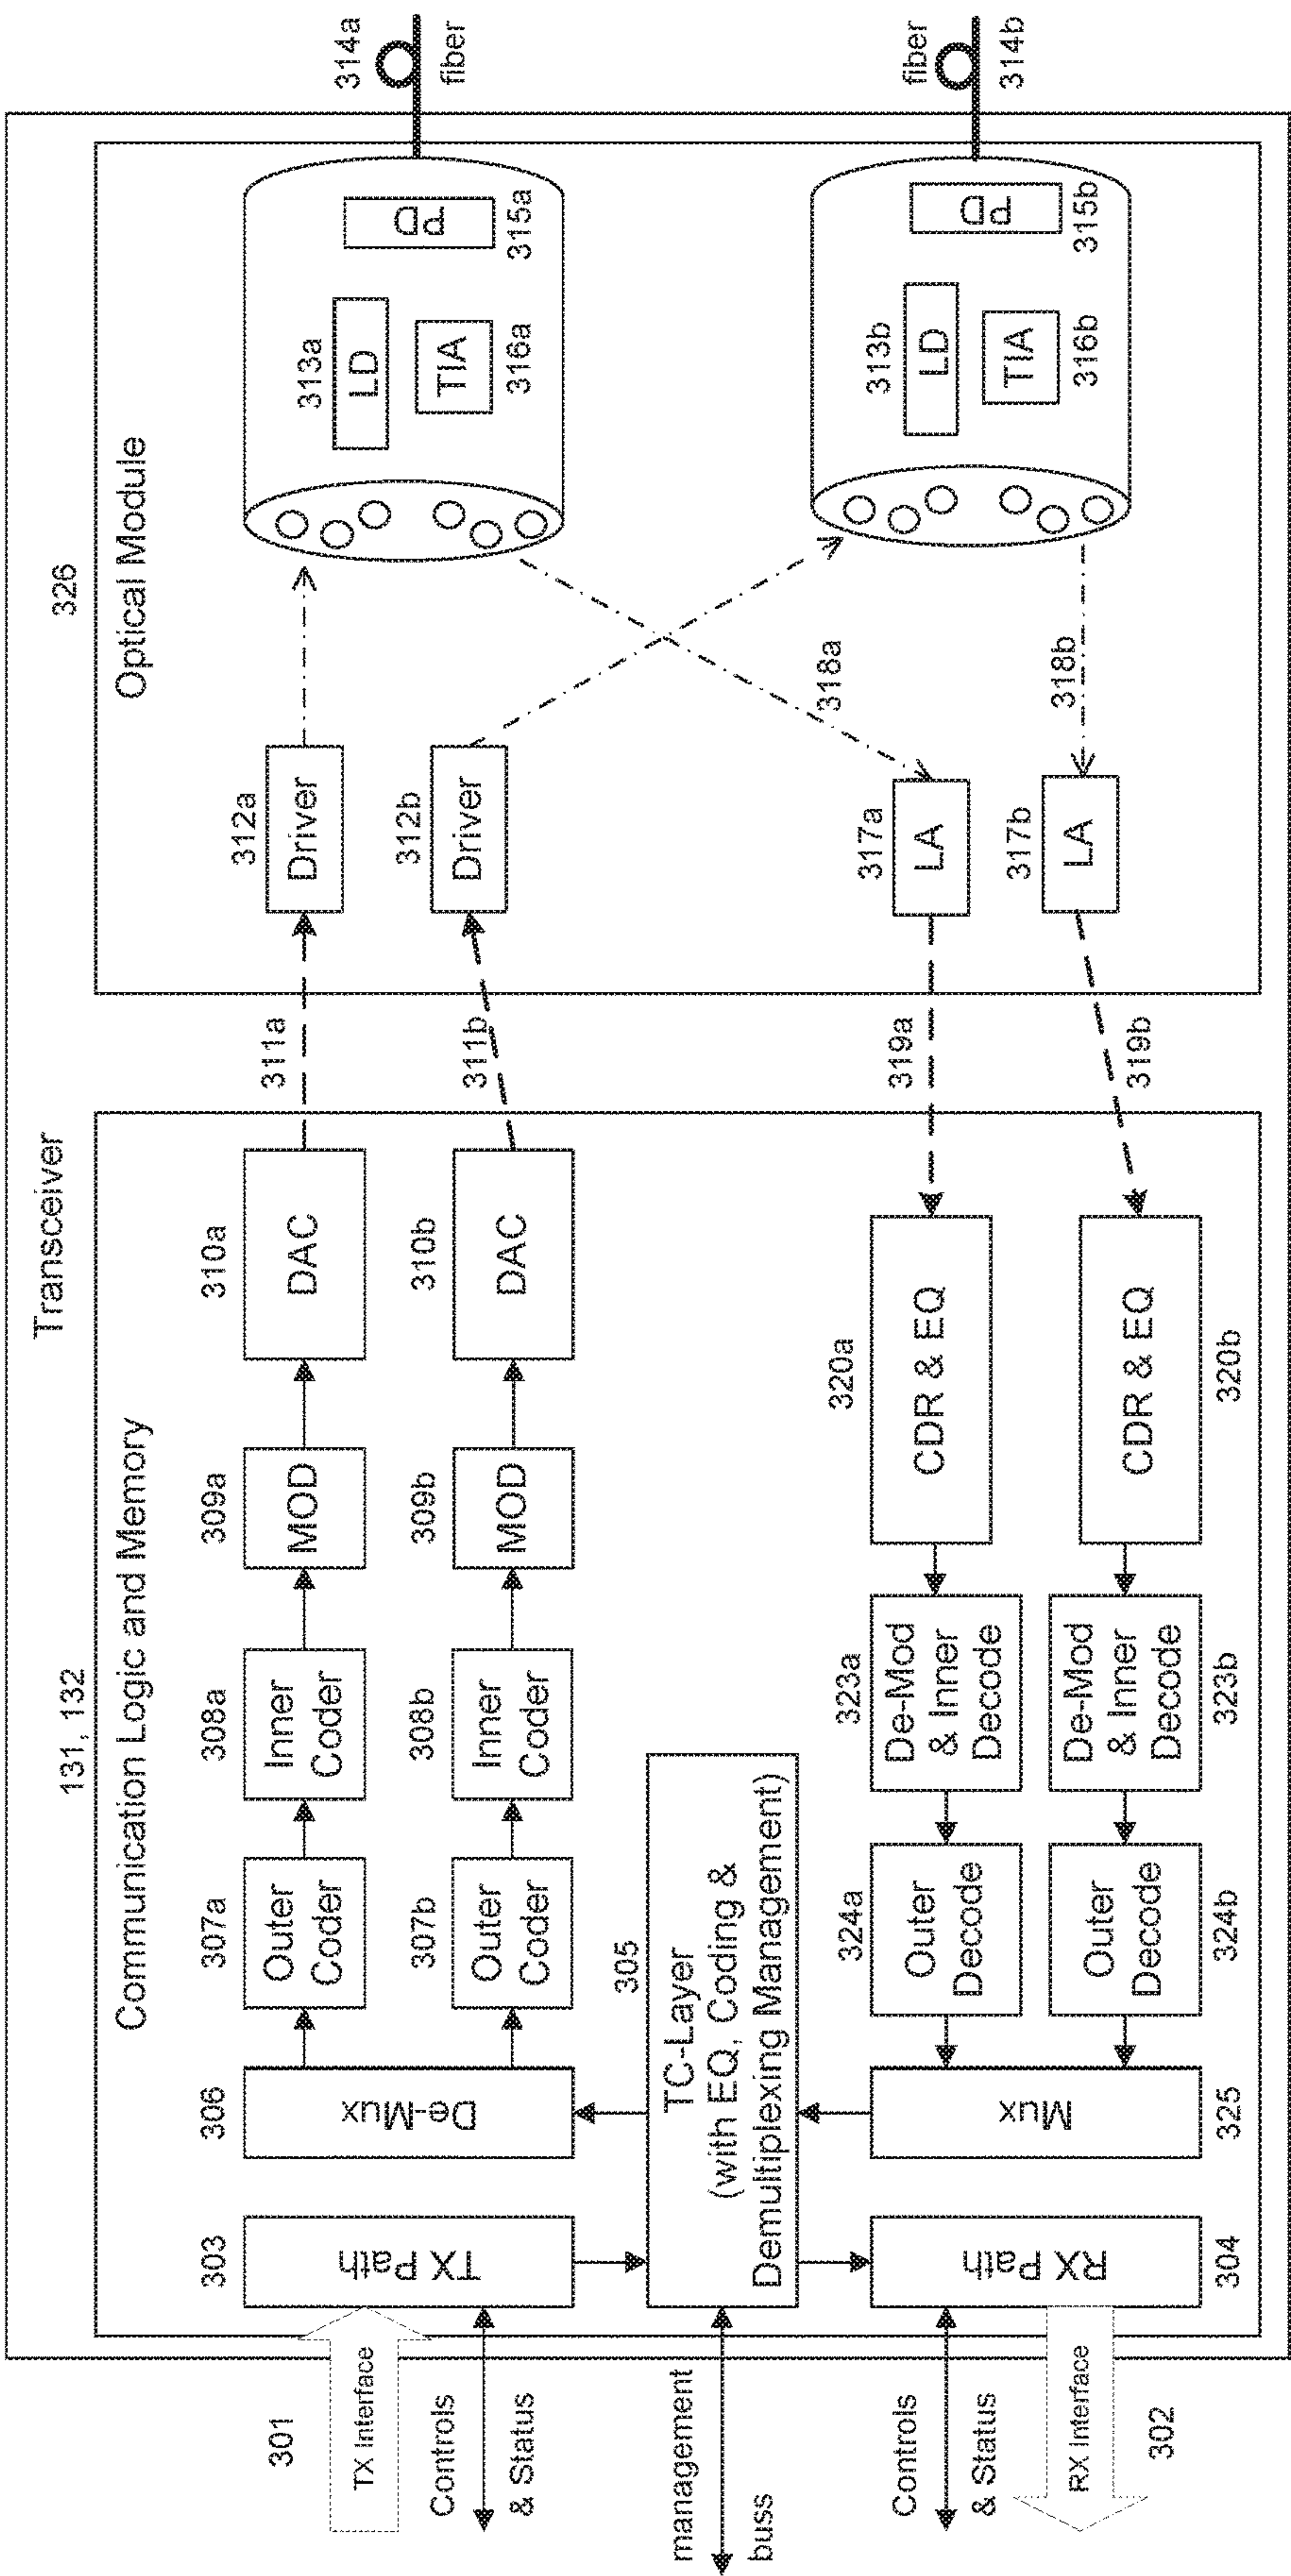 Transceiver
131, 132
Communication Logic and Memory
326
Optical Module
301
TX Interface
Controls
& Status
management
buss
Controls
& Status
RX Interface
302
303
TX Path
306
De-Mux
307a
Outer
Coder
308a
Inner
Coder
309a
MOD
310a
DAC
311a
312a
Driver
307b
Outer
Coder
308b
Inner
Coder
309b
MOD
310b
DAC
311b
312b
Driver
305
TC-Layer
(with EQ, Coding &
Demultiplexing Management)
304
RX Path
325
Mux
324a
Outer
Decode
323a
De-Mod
& Inner
Decode
320a
CDR & EQ
319a
317a
LA
318a
324b
Outer
Decode
323b
De-Mod
& Inner
Decode
320b
CDR & EQ
319b
317b
LA
318b
313a
LD
TIA
316a
PD
315a
314a
fiber
313b
LD
TIA
316b
PD
315b
fiber
314b